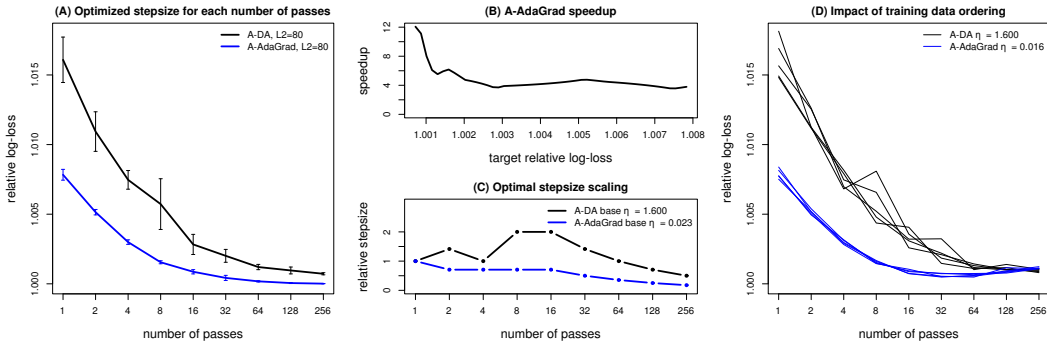 (A) Optimized stepsize for each number of passes
A-DA, L2=80
A-AdaGrad, L2=80
relative log-loss
1.015
1.010
1.005
1.000
1 2 4 8 16 32 64 128 256
number of passes
(B) A-AdaGrad speedup
speedup
12
8
4
0
1.001 1.002 1.003 1.004 1.005 1.006 1.007 1.008
target relative log-loss
(C) Optimal stepsize scaling
A-DA base η = 1.600
A-AdaGrad base η = 0.023
relative stepsize
2
1
0
1 2 4 8 16 32 64 128 256
number of passes
(D) Impact of training data ordering
A-DA η = 1.600
A-AdaGrad η = 0.016
relative log-loss
1.015
1.010
1.005
1.000
1 2 4 8 16 32 64 128 256
number of passes